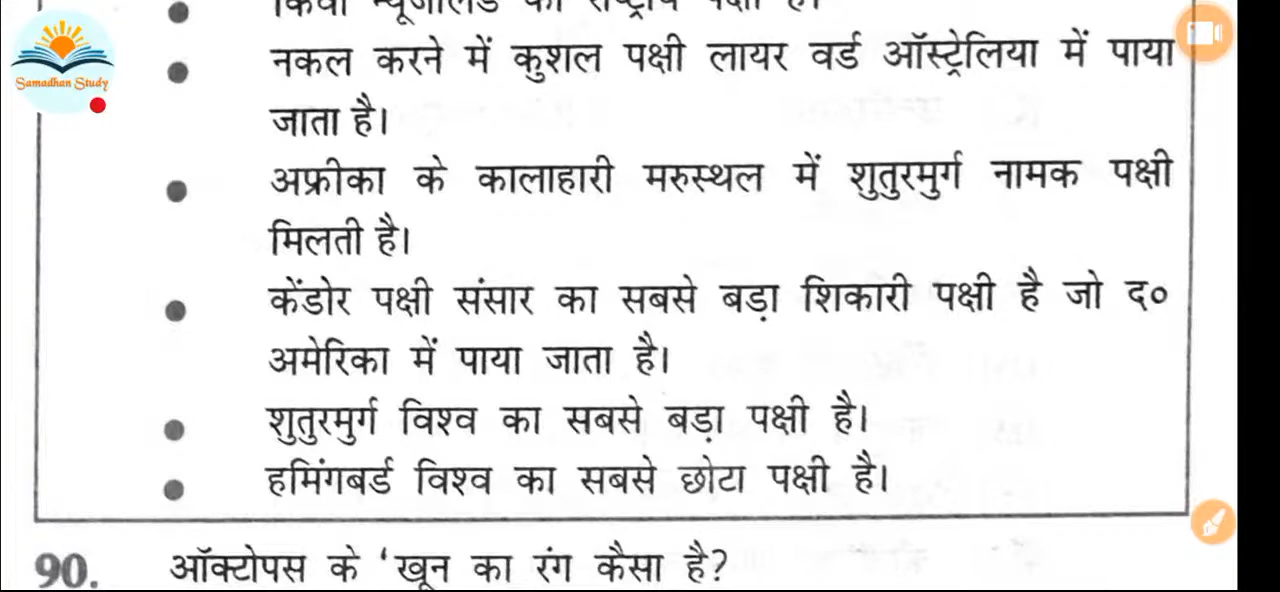 किवी न्यूजीलैंड का राष्ट्रीय पक्षी है।
नकल करने में कुशल पक्षी लायर वर्ड ऑस्ट्रेलिया में पाया
जाता है।
अफ्रीका के कालाहारी मरुस्थल में शुतुरमुर्ग नामक पक्षी
मिलती है।
केंडोर पक्षी संसार का सबसे बड़ा शिकारी पक्षी है जो द०
अमेरिका में पाया जाता है।
शुतुरमुर्ग विश्व का सबसे बड़ा पक्षी है।
हमिंगबर्ड विश्व का सबसे छोटा पक्षी है।
90. ऑक्टोपस के ‘खून का रंग कैसा है?
Samadhan Study